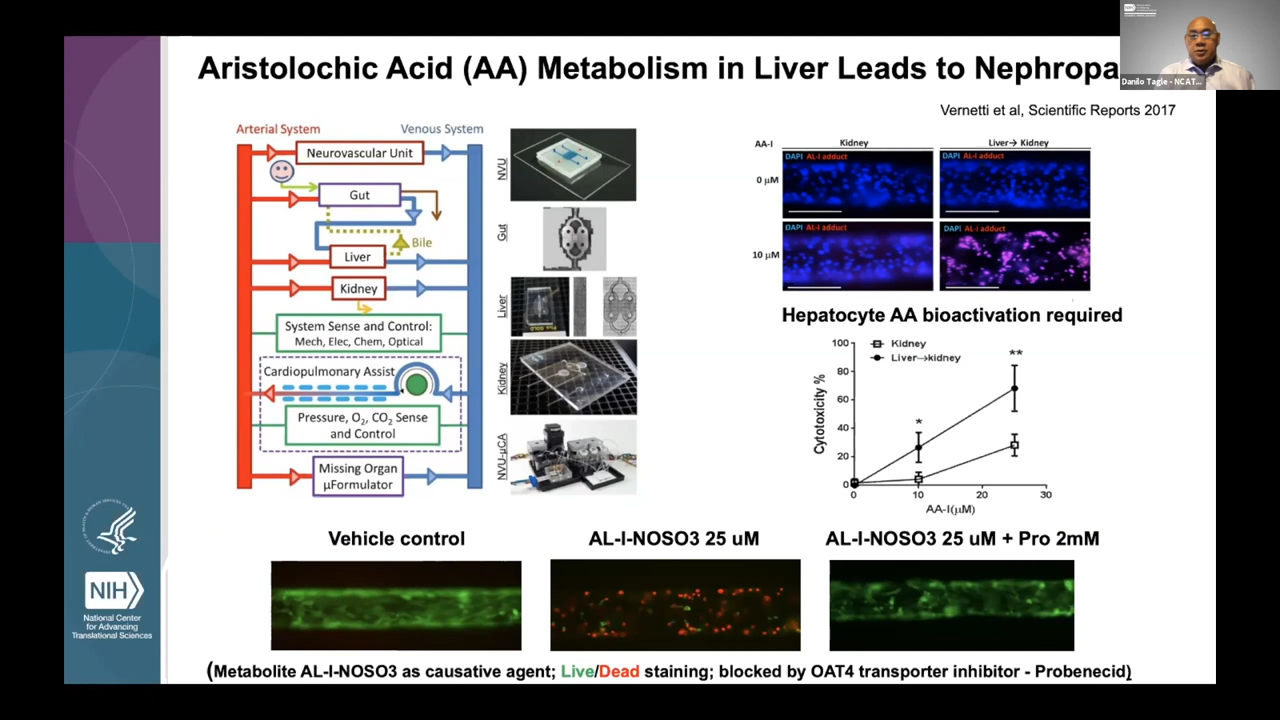 Aristolochic Acid (AA) Metabolism in Liver Leads to Nephropa
NIH
Danilo Tagle - NCAT...
Vernetti et al, Scientific Reports 2017
Arterial System
Venous System
Neurovascular Unit
Gut
Bile
Liver
Kidney
System Sense and Control:
Mech, Elec, Chem, Optical
Cardiopulmonary Assist
Pressure, O₂, CO₂ Sense
and Control
Missing Organ
µFormulator
NVU
Gut
Liver
Kidney
NVU-µCA
AA-I
Kidney
Liver→ Kidney
0 µM
DAPI AL-I adduct
DAPI AL-I adduct
10 µM
DAPI AL-I adduct
DAPI AL-I adduct
Hepatocyte AA bioactivation required
Kidney
Liver→kidney
Cytotoxicity %
100
80
60
40
20
0
*
**
0
10
20
30
AA-I(µM)
Vehicle control
AL-I-NOSO3 25 uM
AL-I-NOSO3 25 uM + Pro 2mM
(Metabolite AL-I-NOSO3 as causative agent; Live/Dead staining; blocked by OAT4 transporter inhibitor - Probenecid)
NIH
National Center
for Advancing
Translational Sciences